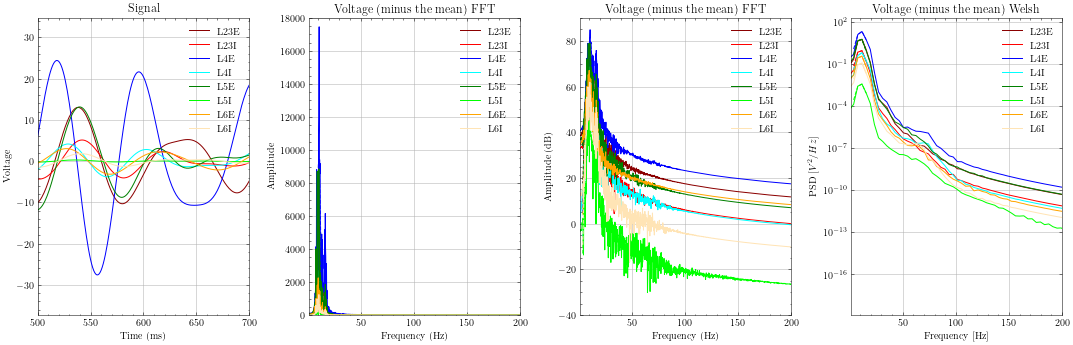 Signal
Voltage
30
20
10
0
−10
−20
−30
500
550
600
650
700
Time (ms)
L23E
L23I
L4E
L4I
L5E
L5I
L6E
L6I
Voltage (minus the mean) FFT
Amplitude
18000
16000
14000
12000
10000
8000
6000
4000
2000
0
50
100
150
200
Frequency (Hz)
L23E
L23I
L4E
L4I
L5E
L5I
L6E
L6I
Voltage (minus the mean) FFT
Amplitude (dB)
80
60
40
20
0
−20
−40
50
100
150
200
Frequency (Hz)
L23E
L23I
L4E
L4I
L5E
L5I
L6E
L6I
Voltage (minus the mean) Welsh
PSD [V²/Hz]
10²
10⁻¹
10⁻⁴
10⁻⁷
10⁻¹⁰
10⁻¹³
10⁻¹⁶
50
100
150
200
Frequency [Hz]
L23E
L23I
L4E
L4I
L5E
L5I
L6E
L6I